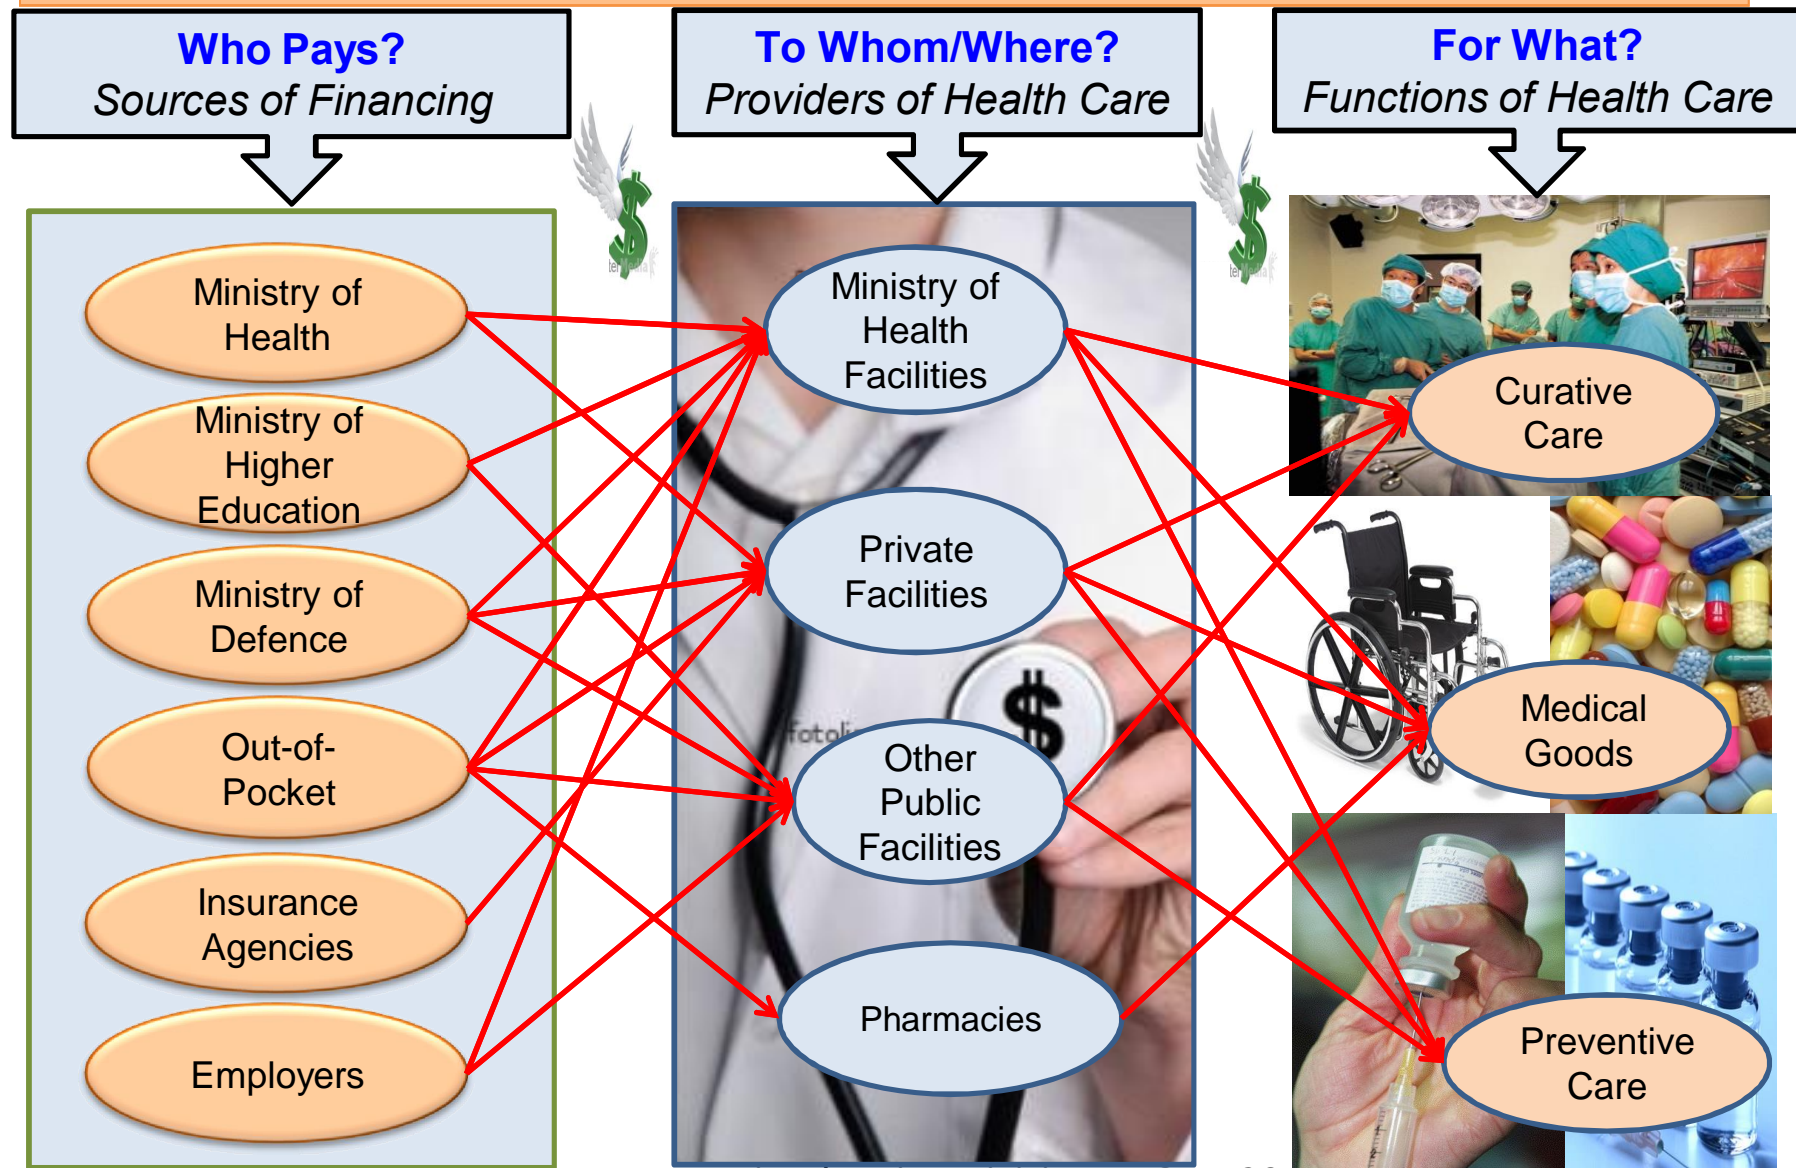 Who Pays?
Sources of Financing
To Whom/Where?
Providers of Health Care
For What?
Functions of Health Care
Ministry of
Health
Ministry of
Higher
Education
Ministry of
Defence
Out-of-
Pocket
Insurance
Agencies
Employers
Ministry of
Health
Facilities
Private
Facilities
Other
Public
Facilities
Pharmacies
Curative
Care
Medical
Goods
Preventive
Care